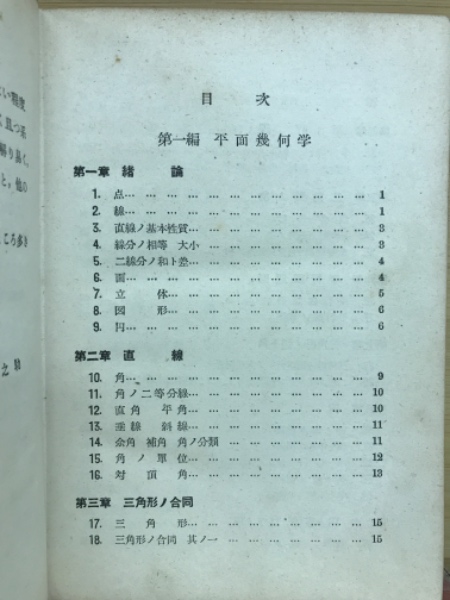 目次
第一編 平面幾何学
第一章 緒論
1. 点… … … … … … … … … 1
2. 線… … … … … … … … … 1
3. 直線ノ基本性質… … … … … … … 3
4. 線分ノ相等 大小… … … … … … … 3
5. 二線分ノ和ト差… … … … … … … 4
6. 面… … … … … … … … … 4
7. 立体… … … … … … … … 5
8. 図形… … … … … … … … 6
9. 円… … … … … … … … … 6
第二章 直線
10. 角… … … … … … … … … 9
11. 角ノ二等分線… … … … … … … 10
12. 直角 平角… … … … … … … 10
13. 垂線 斜線… … … … … … … 11
14. 余角 補角 角ノ分類 … … … … … … 11
15. 角ノ単位… … … … … … … 12
16. 対頂角… … … … … … … 13
第三章 三角形ノ合同
17. 三角形… … … … … … … 15
18. 三角形ノ合同 其ノ一 … … … … … … 15